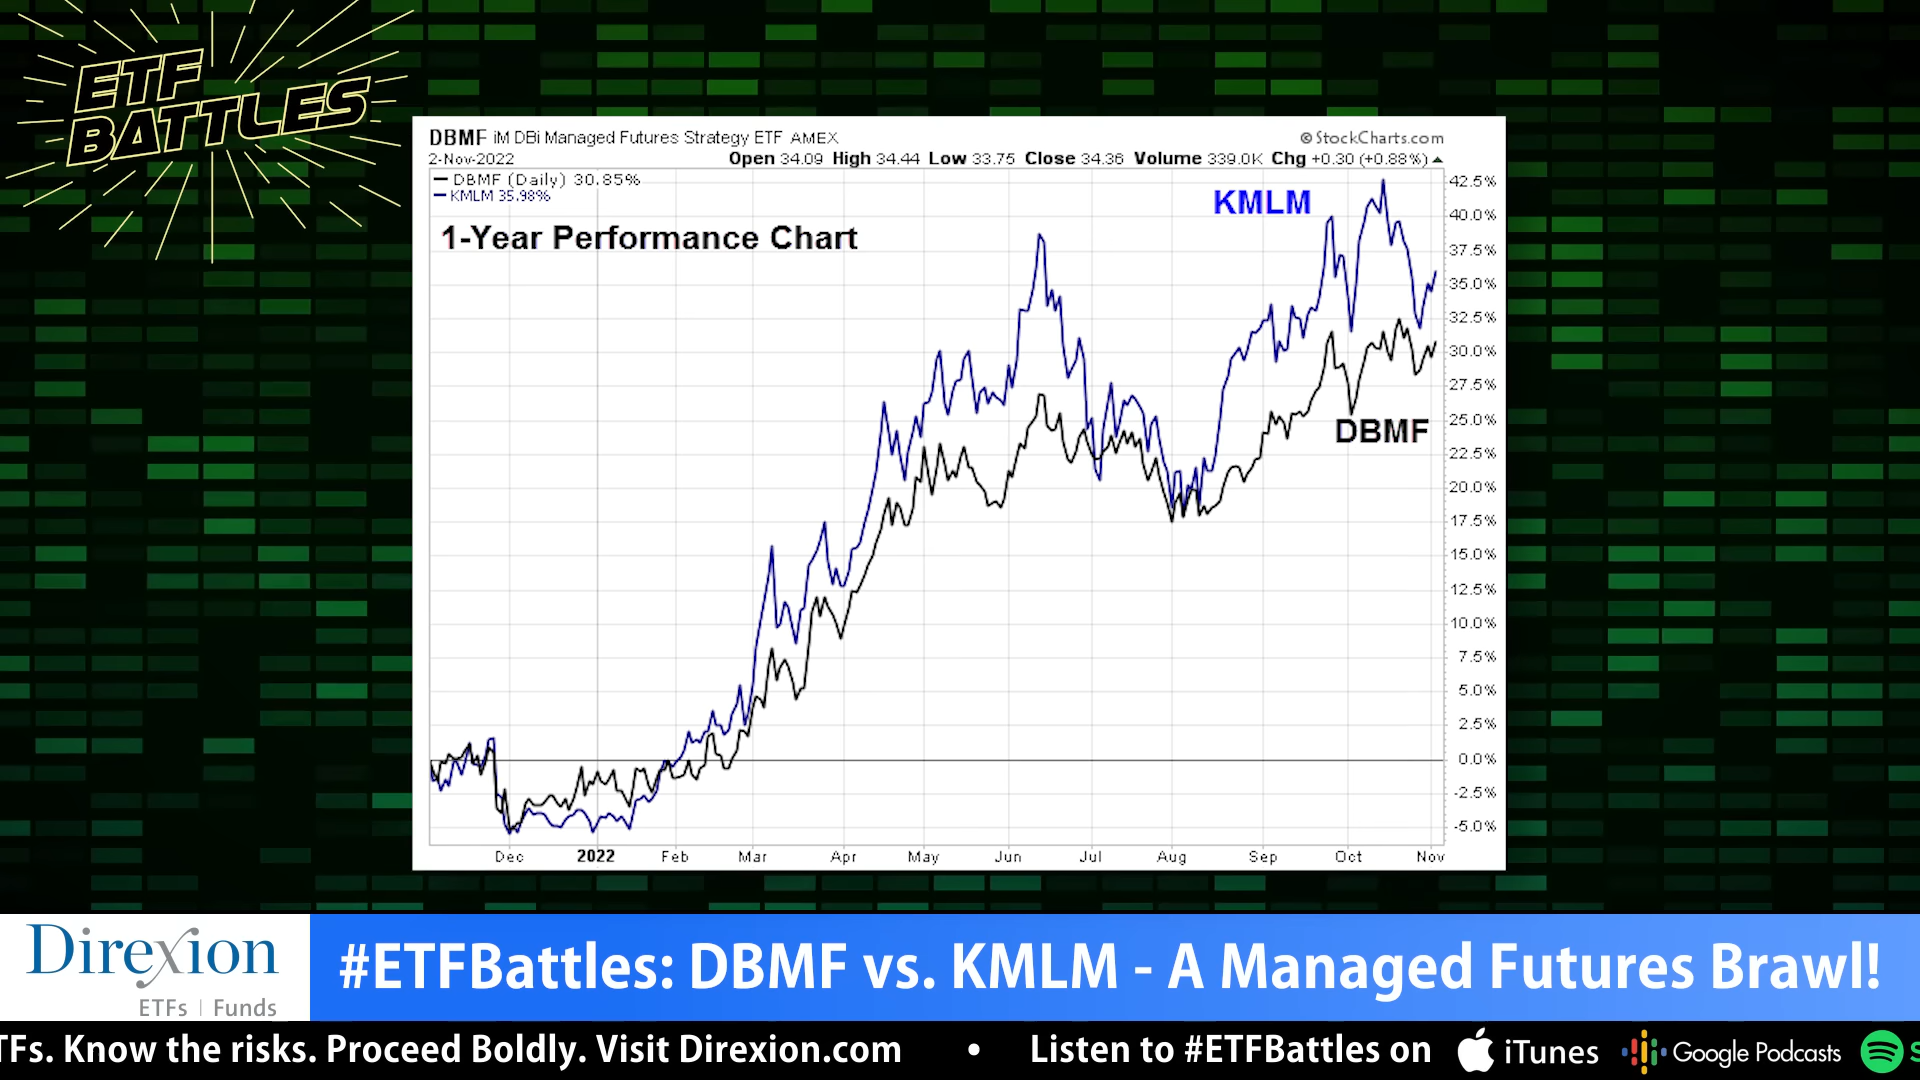 ETF
BATTLES
DBMF iM DBi Managed Futures Strategy ETF AMEX
© StockCharts.com
2-Nov-2022
Open 34.09 High 34.44 Low 33.75 Close 34.36 Volume 339.0K Chg +0.30 (+0.88%)
DBMF (Daily) 30.85%
KMLM 35.98%
1-Year Performance Chart
KMLM
DBMF
42.5%
40.0%
37.5%
35.0%
32.5%
30.0%
27.5%
25.0%
22.5%
20.0%
17.5%
15.0%
12.5%
10.0%
7.5%
5.0%
2.5%
0.0%
-2.5%
-5.0%
Dec 2022 Feb Mar Apr May Jun Jul Aug Sep Oct Nov
Direxion
ETFs | Funds
#ETFBattles: DBMF vs. KMLM - A Managed Futures Brawl!
TFs. Know the risks. Proceed Boldly. Visit Direxion.com • Listen to #ETFBattles on iTunes Google Podcasts S